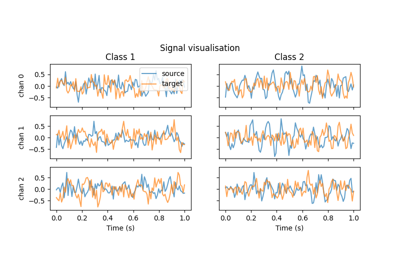 Signal visualisation
Class 1
Class 2
source
target
chan 0
0.5
0.0
−0.5
chan 1
0.5
0.0
−0.5
chan 2
0.5
0.0
−0.5
0.0 0.2 0.4 0.6 0.8 1.0
0.0 0.2 0.4 0.6 0.8 1.0
Time (s)
Time (s)